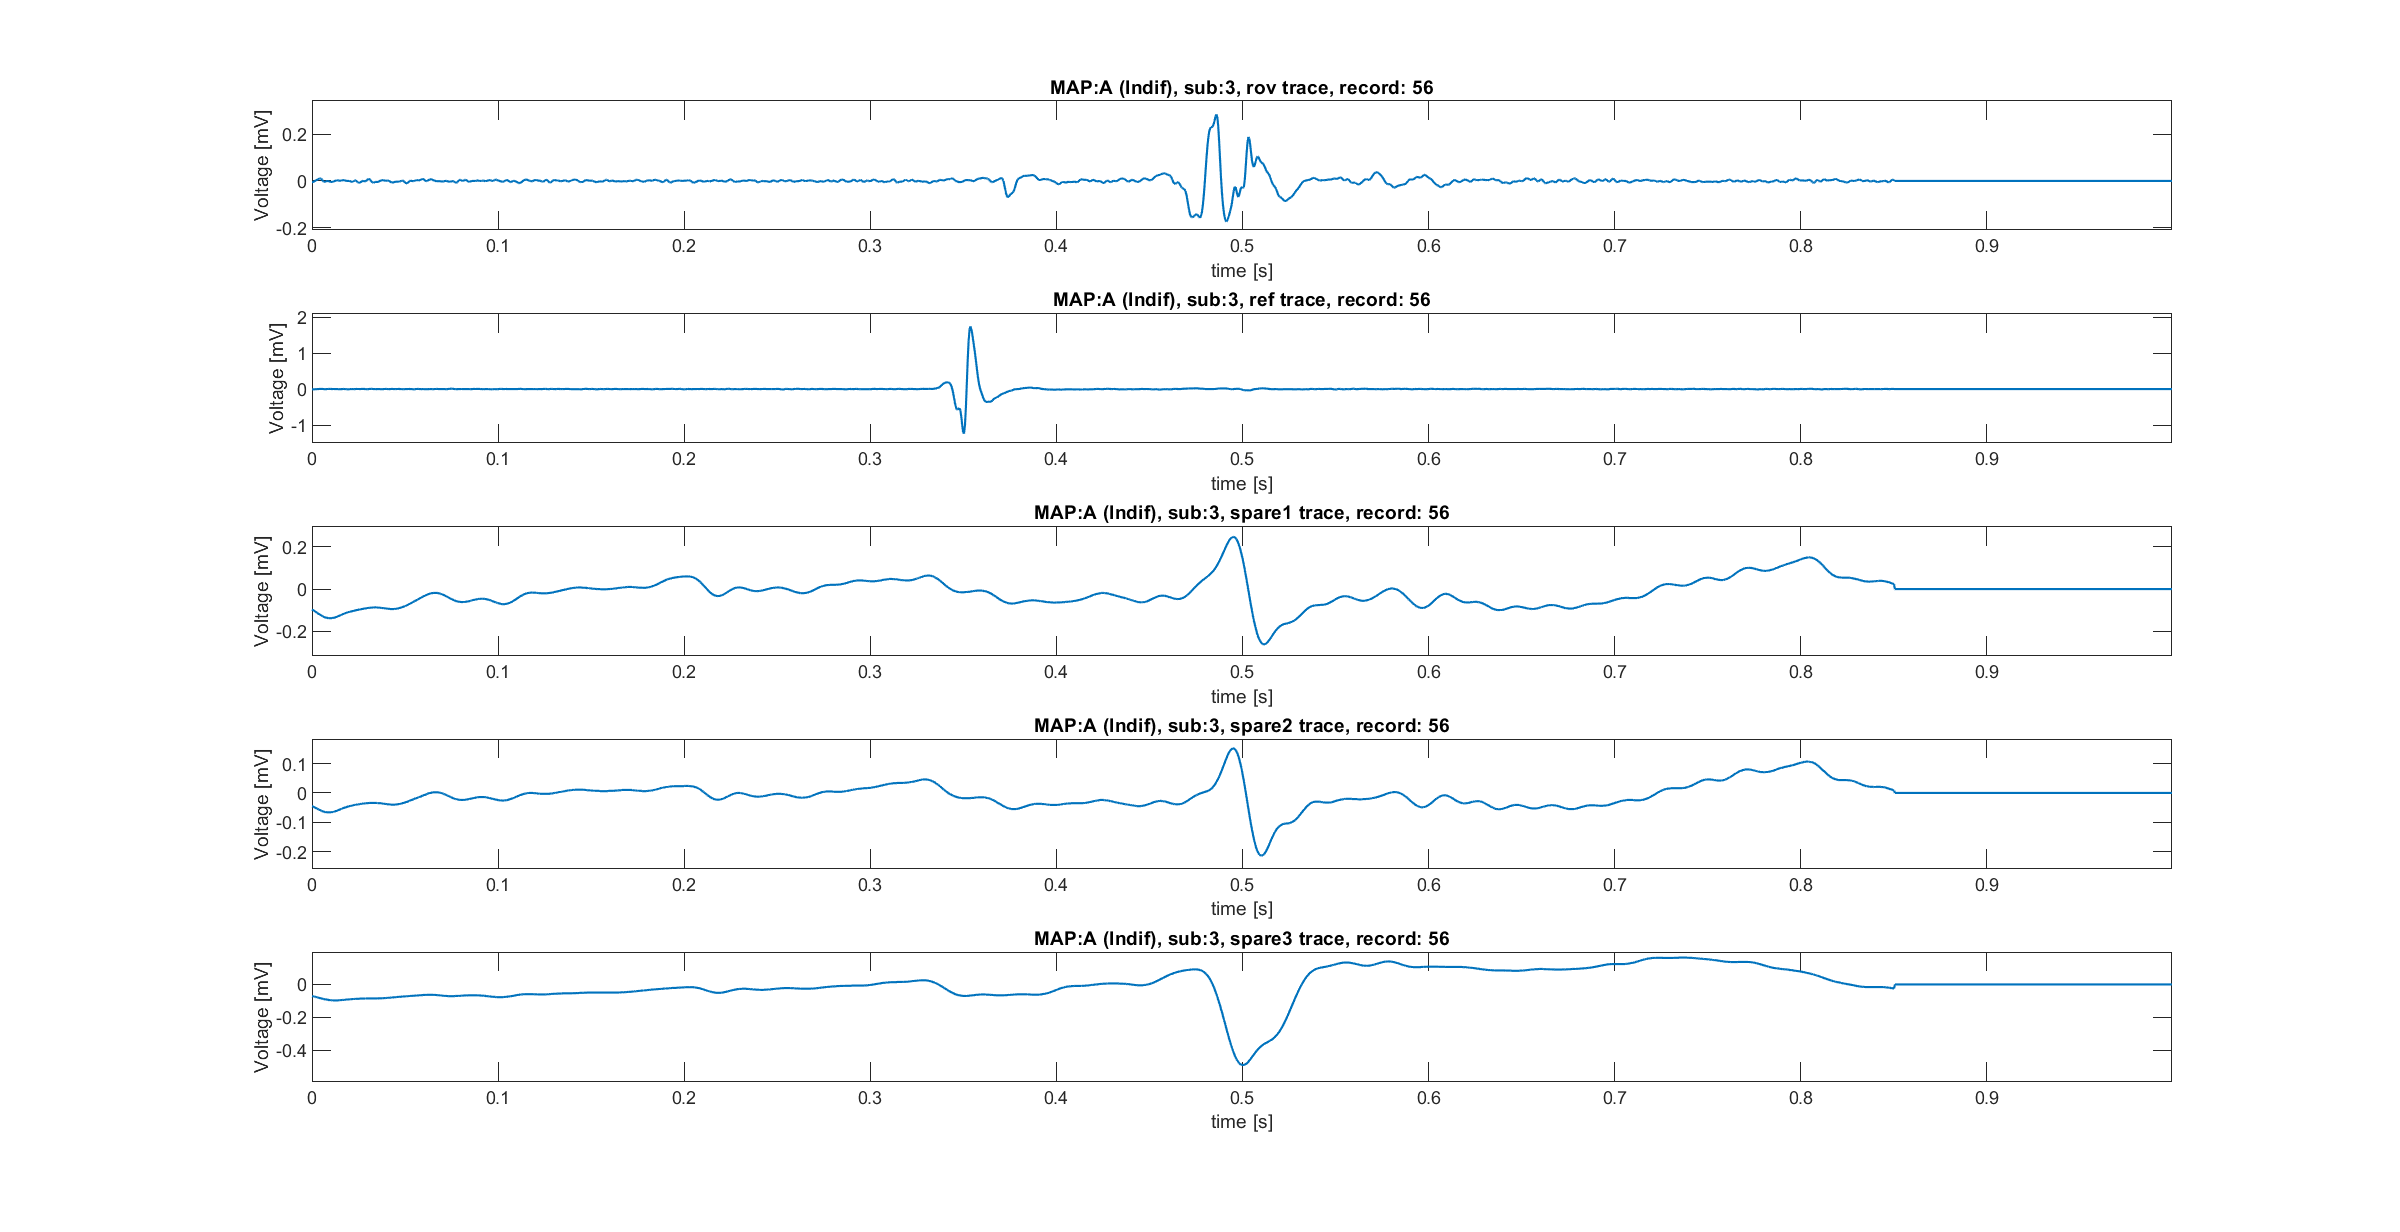 MAP:A (Indif), sub:3, rov trace, record: 56
Voltage [mV]
0.2
0
-0.2
0 0.1 0.2 0.3 0.4 0.5 0.6 0.7 0.8 0.9
time [s]
MAP:A (Indif), sub:3, ref trace, record: 56
Voltage [mV]
2
1
0
-1
0 0.1 0.2 0.3 0.4 0.5 0.6 0.7 0.8 0.9
time [s]
MAP:A (Indif), sub:3, spare1 trace, record: 56
Voltage [mV]
0.2
0
-0.2
0 0.1 0.2 0.3 0.4 0.5 0.6 0.7 0.8 0.9
time [s]
MAP:A (Indif), sub:3, spare2 trace, record: 56
Voltage [mV]
0.1
0
-0.1
-0.2
0 0.1 0.2 0.3 0.4 0.5 0.6 0.7 0.8 0.9
time [s]
MAP:A (Indif), sub:3, spare3 trace, record: 56
Voltage [mV]
0
-0.2
-0.4
0 0.1 0.2 0.3 0.4 0.5 0.6 0.7 0.8 0.9
time [s]